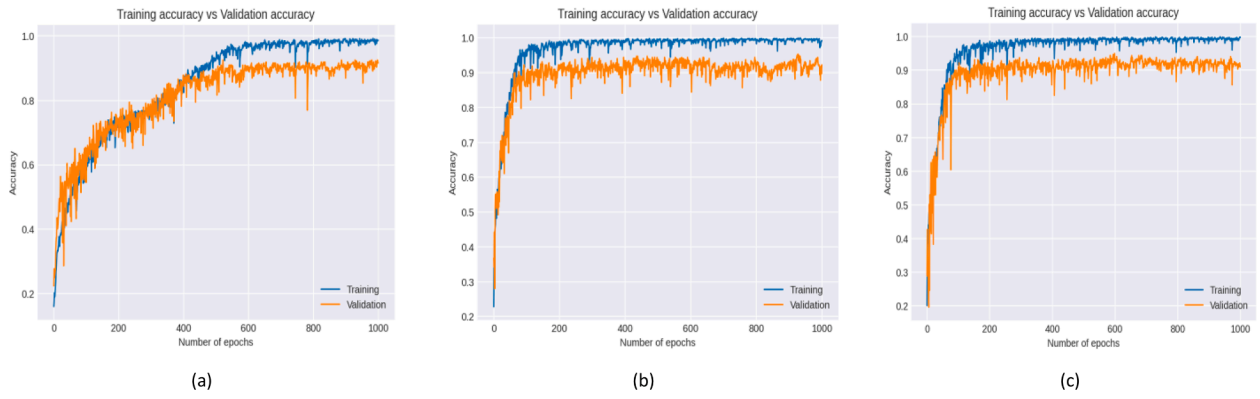 Training accuracy vs Validation accuracy
1.0
0.8
0.6
0.4
0.2
Accuracy
Training
Validation
0 200 400 600 800 1000
Number of epochs
(a)
Training accuracy vs Validation accuracy
1.0
0.9
0.8
0.7
0.6
0.5
0.4
0.3
0.2
Accuracy
Training
Validation
0 200 400 600 800 1000
Number of epochs
(b)
Training accuracy vs Validation accuracy
1.0
0.9
0.8
0.7
0.6
0.5
0.4
0.3
0.2
Accuracy
Training
Validation
0 200 400 600 800 1000
Number of epochs
(c)